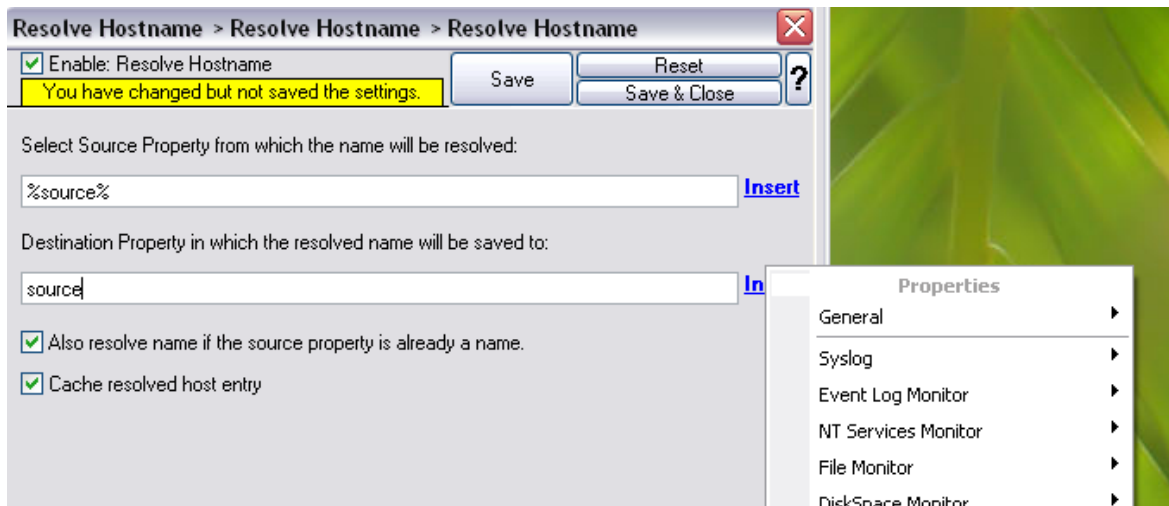 Resolve Hostname > Resolve Hostname > Resolve Hostname
Enable: Resolve Hostname
You have changed but not saved the settings.
Save
Reset
Save & Close
?
Select Source Property from which the name will be resolved:
%source%
Insert
Destination Property in which the resolved name will be saved to:
source
In
Properties
General
Syslog
Event Log Monitor
NT Services Monitor
File Monitor
DiskSpace Monitor
Also resolve name if the source property is already a name.
Cache resolved host entry